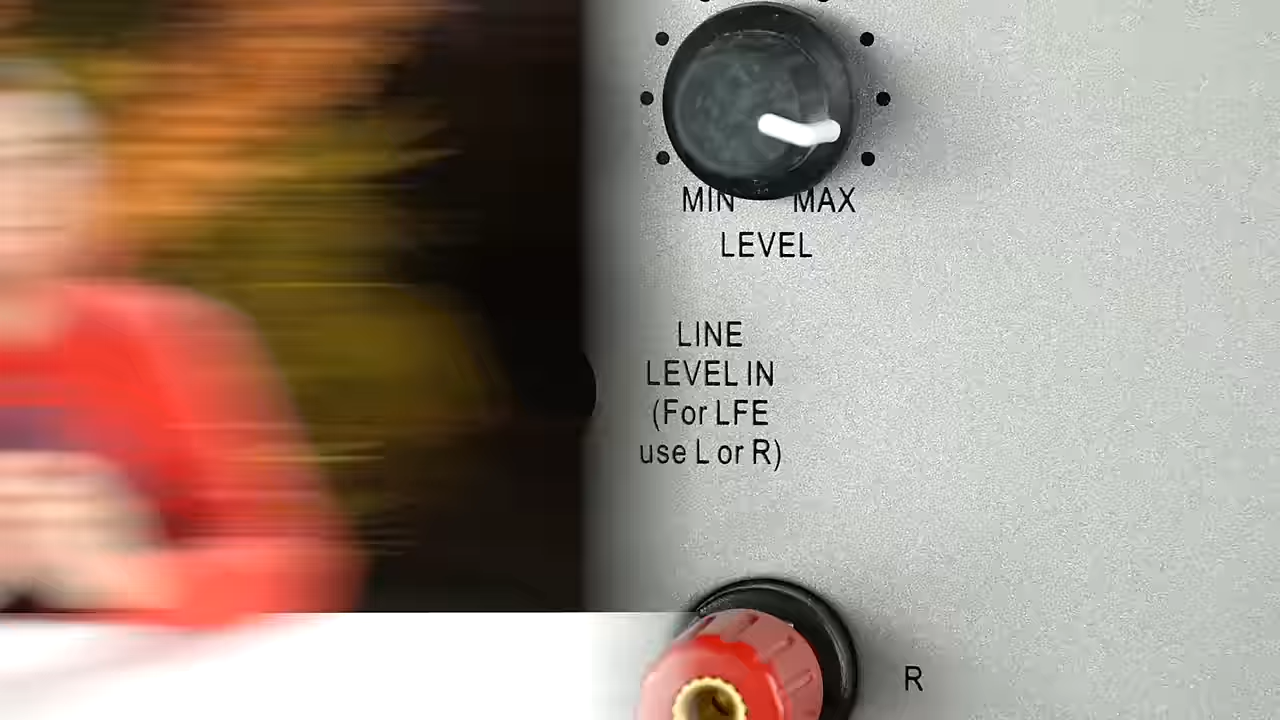 MIN MAX
LEVEL
LINE
LEVEL IN
(For LFE
use L or R)
R